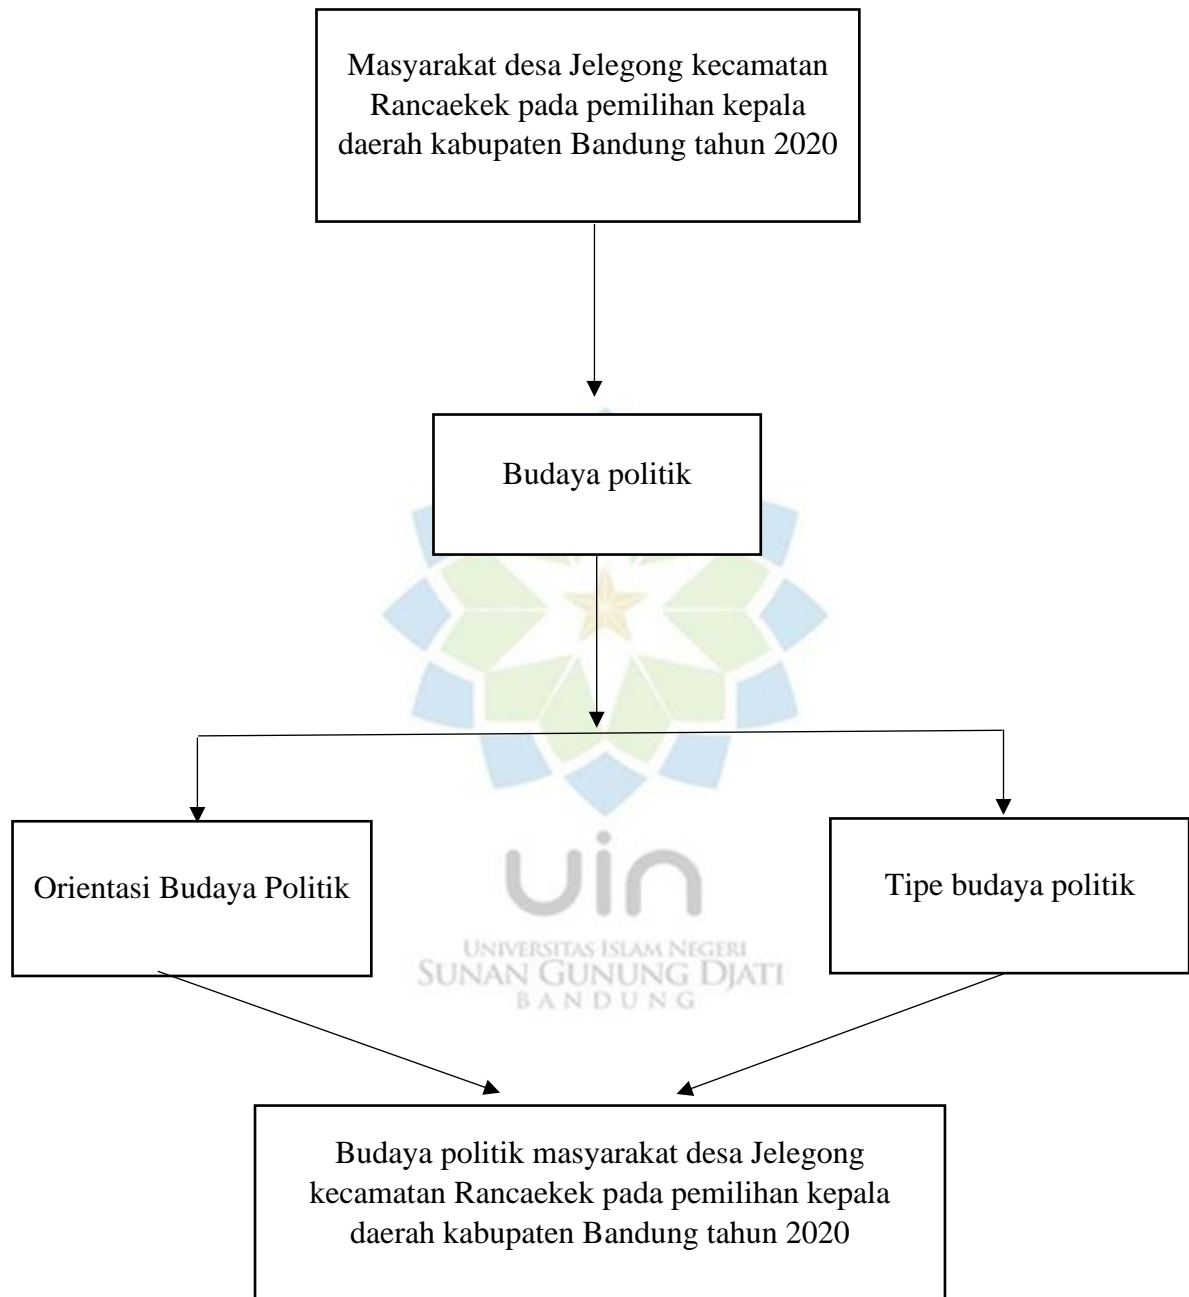 Masyarakat desa Jelegong kecamatan
Rancaekek pada pemilihan kepala
daerah kabupaten Bandung tahun 2020
Budaya politik
Orientasi Budaya Politik
Tipe budaya politik
uin
UNIVERSITAS ISLAM NEGERI
SUNAN GUNUNG DJATI
BANDUNG
Budaya politik masyarakat desa Jelegong
kecamatan Rancaekek pada pemilihan kepala
daerah kabupaten Bandung tahun 2020